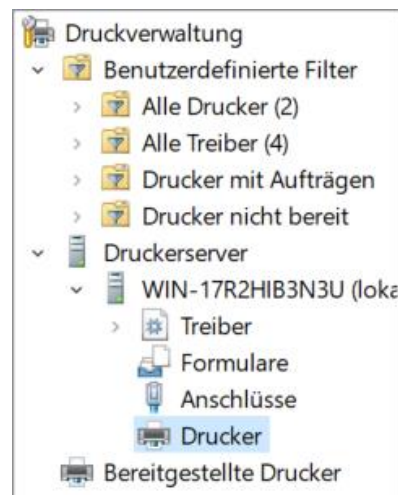 Druckverwaltung
Benutzerdefinierte Filter
Alle Drucker (2)
Alle Treiber (4)
Drucker mit Aufträgen
Drucker nicht bereit
Druckerserver
WIN-17R2HIB3N3U (loka
Treiber
Formulare
Anschlüsse
Drucker
Bereitgestellte Drucker